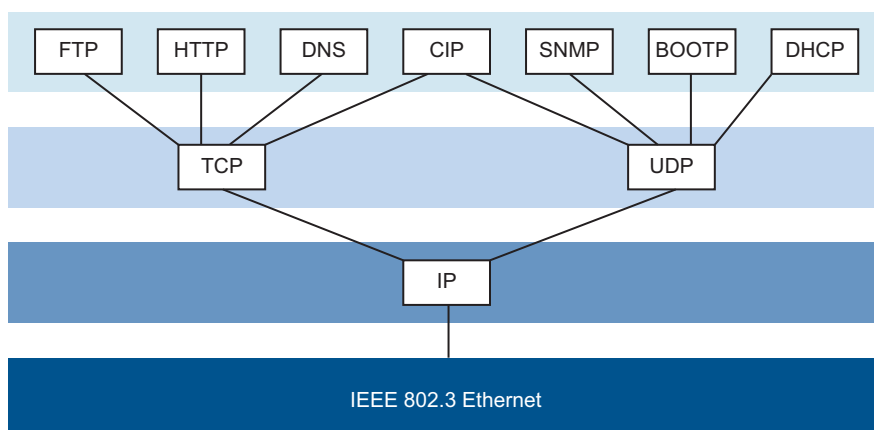 FTP HTTP DNS CIP SNMP BOOTP DHCP
TCP UDP
IP
IEEE 802.3 Ethernet